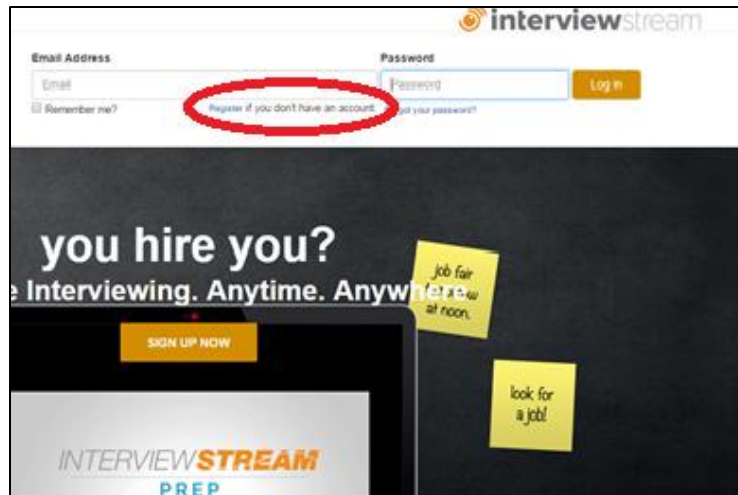 interviewstream
Email Address Password
Email Password Log in
Remember me? Register if you don't have an account. your password?
you hire you?
Interviewing. Anytime. Anywhere.
job fair
at noon.
SIGN UP NOW
look for
a job!
INTERVIEWSTREAM
PREP